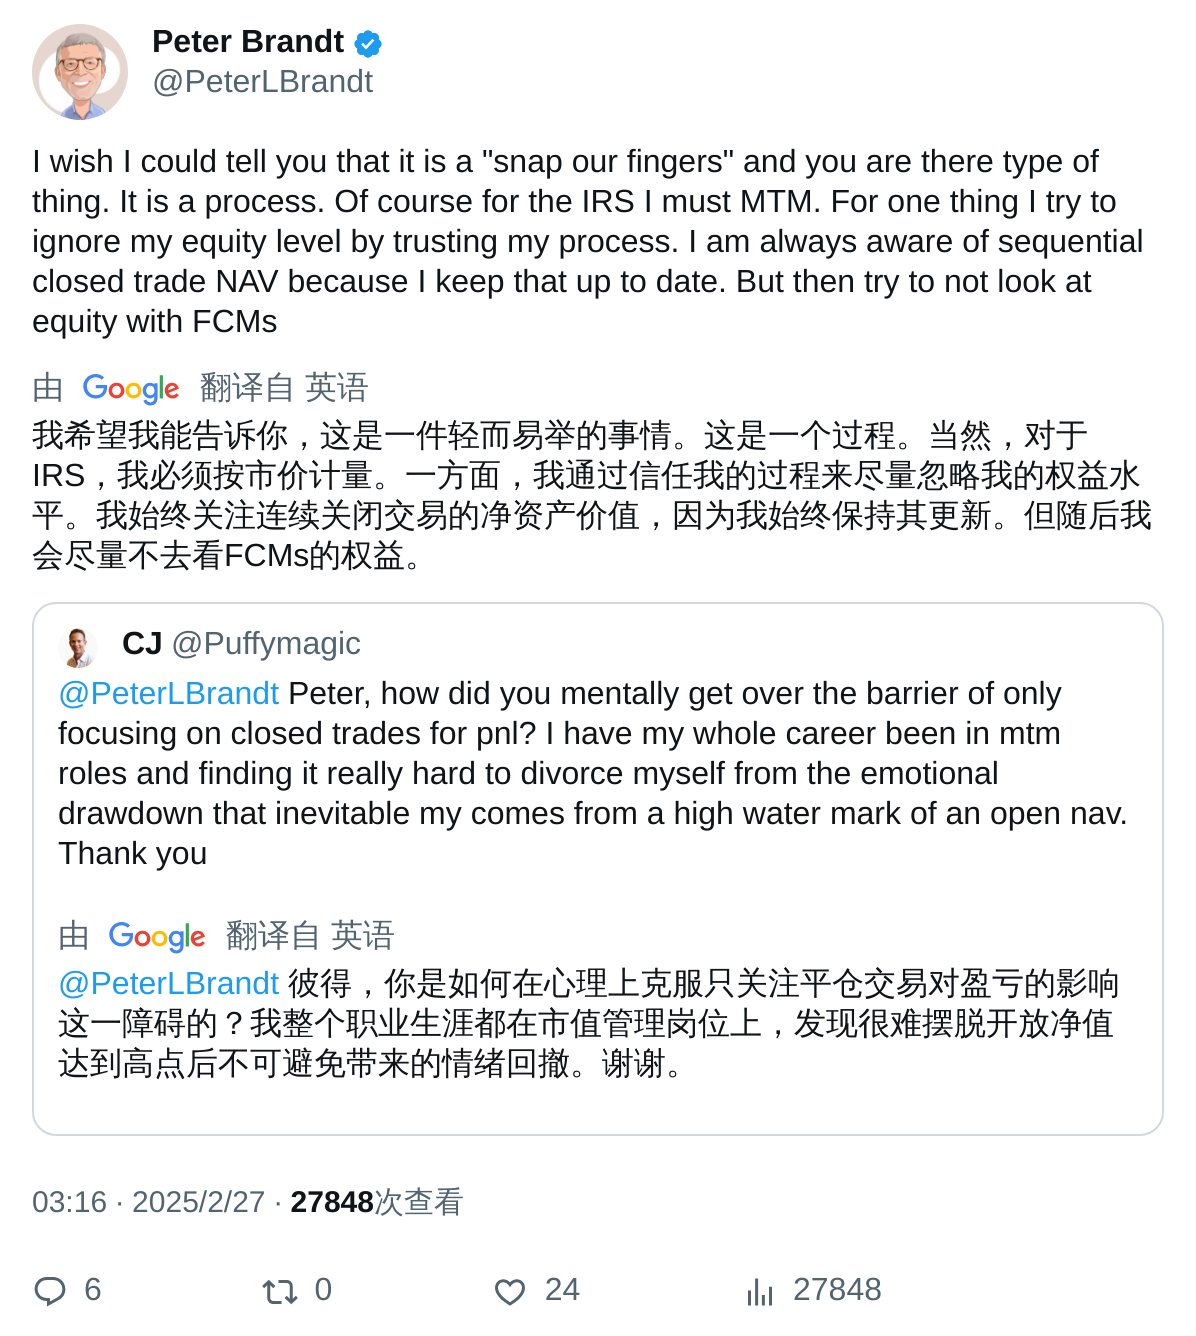 Peter Brandt
@PeterLBrandt
I wish I could tell you that it is a "snap our fingers" and you are there type of
thing. It is a process. Of course for the IRS I must MTM. For one thing I try to
ignore my equity level by trusting my process. I am always aware of sequential
closed trade NAV because I keep that up to date. But then try to not look at
equity with FCMs
由 Google 翻译自 英语
我希望我能告诉你，这是一件轻而易举的事情。这是一个过程。当然，对于
IRS，我必须按市价计量。一方面，我通过信任我的过程来尽量忽略我的权益水
平。我始终关注连续关闭交易的净资产价值，因为我始终保持其更新。但随后我
会尽量不去看FCMs的权益。
CJ @Puffymagic
@PeterLBrandt Peter, how did you mentally get over the barrier of only
focusing on closed trades for pnl? I have my whole career been in mtm
roles and finding it really hard to divorce myself from the emotional
drawdown that inevitable my comes from a high water mark of an open nav.
Thank you
由 Google 翻译自 英语
@PeterLBrandt 彼得，你是如何在心理上克服只关注平仓交易对盈亏的影响
这一障碍的？我整个职业生涯都在市值管理岗位上，发现很难摆脱开放净值
达到高点后不可避免带来的情绪回撤。谢谢。
03:16 · 2025/2/27 · 27848次查看
6 0 24 27848